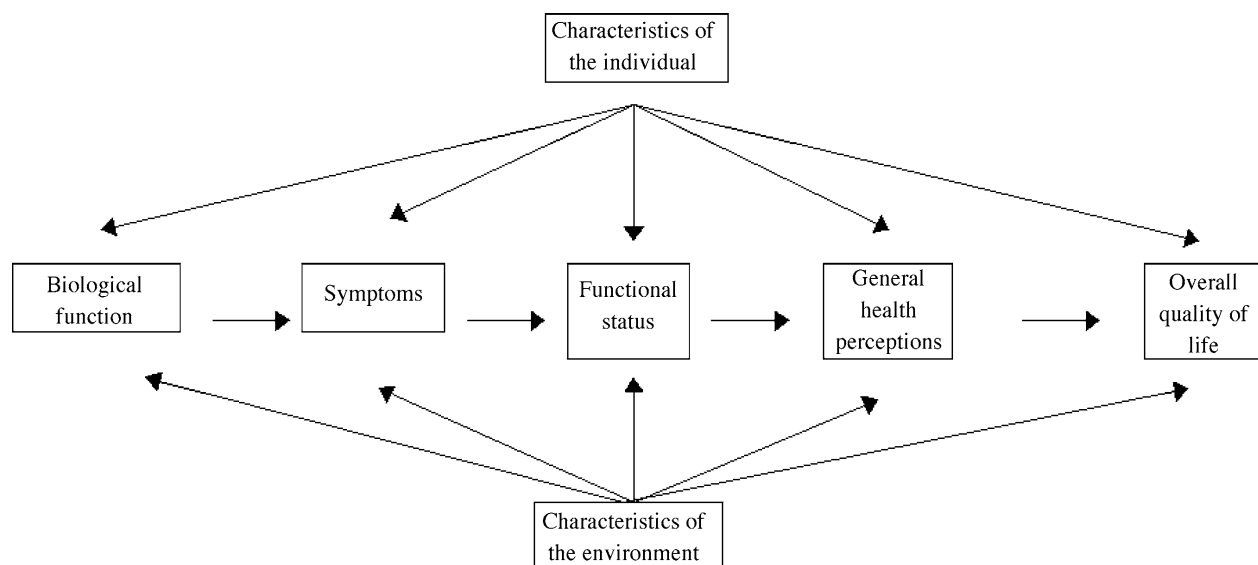 Characteristics of
the individual
Biological
function
Symptoms
Functional
status
General
health
perceptions
Overall
quality of
life
Characteristics of
the environment